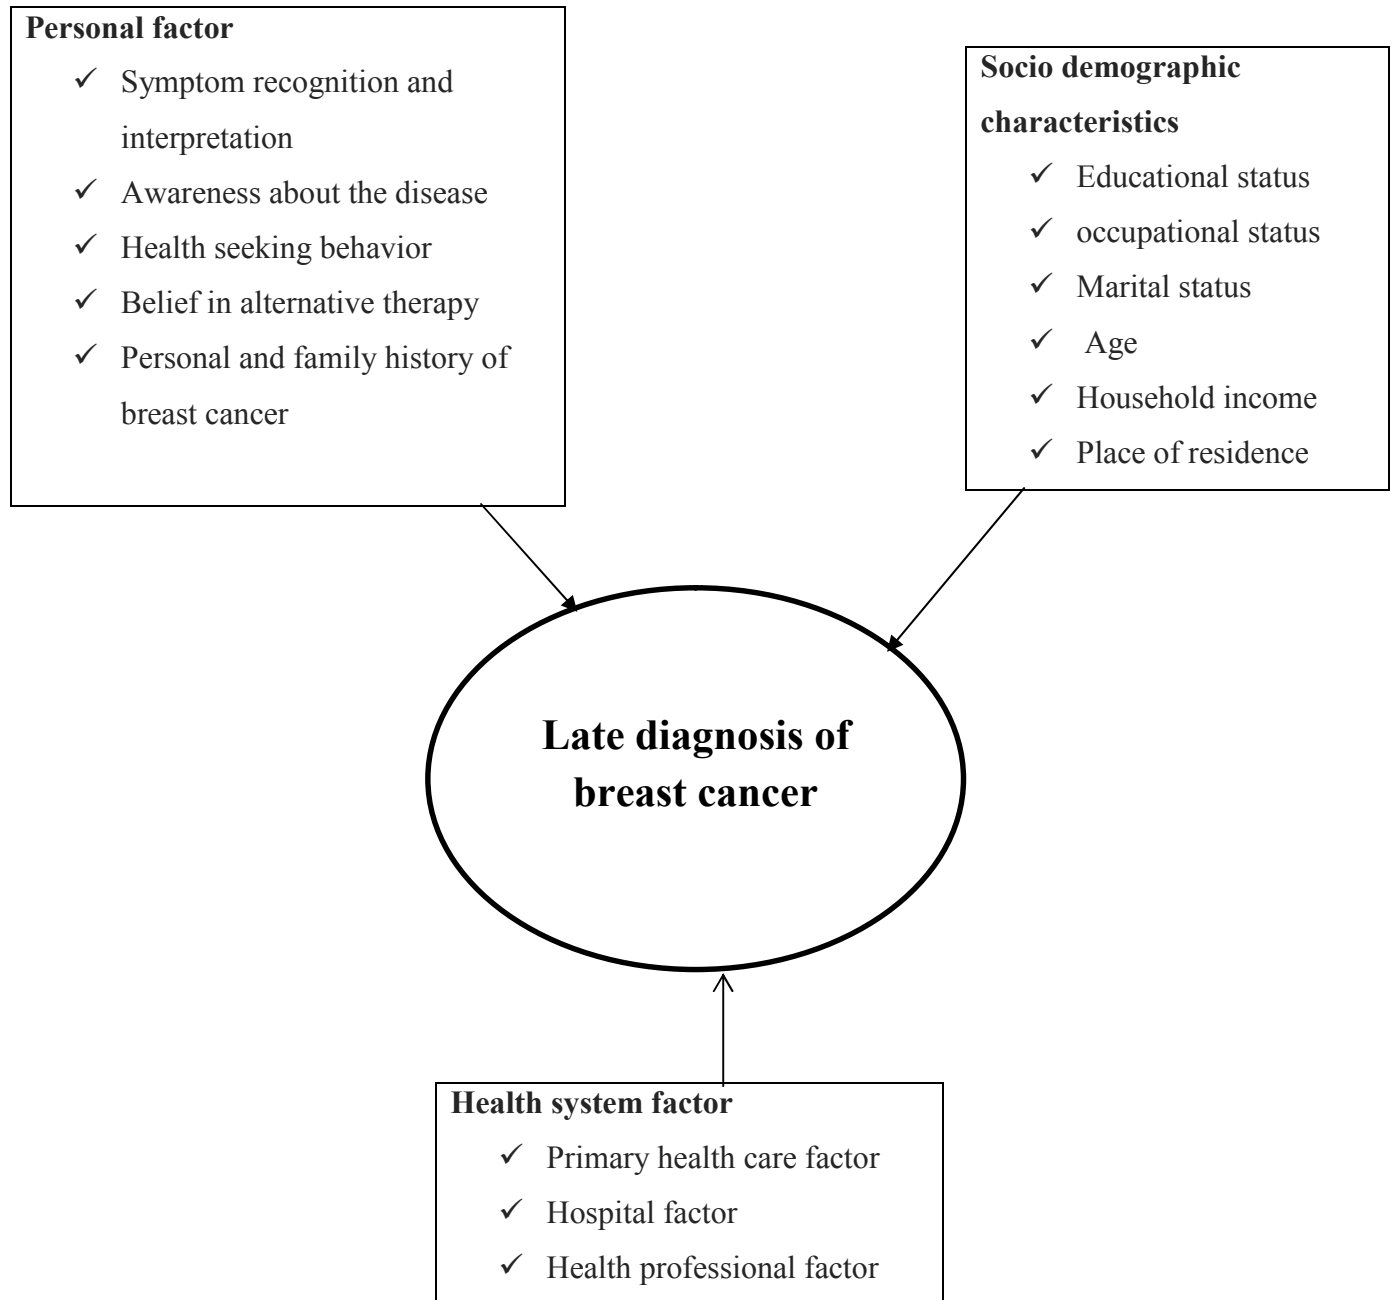 Personal factor
✓ Symptom recognition and
interpretation
✓ Awareness about the disease
✓ Health seeking behavior
✓ Belief in alternative therapy
✓ Personal and family history of
breast cancer
Socio demographic
characteristics
✓ Educational status
✓ occupational status
✓ Marital status
✓ Age
✓ Household income
✓ Place of residence
Late diagnosis of
breast cancer
Health system factor
✓ Primary health care factor
✓ Hospital factor
✓ Health professional factor